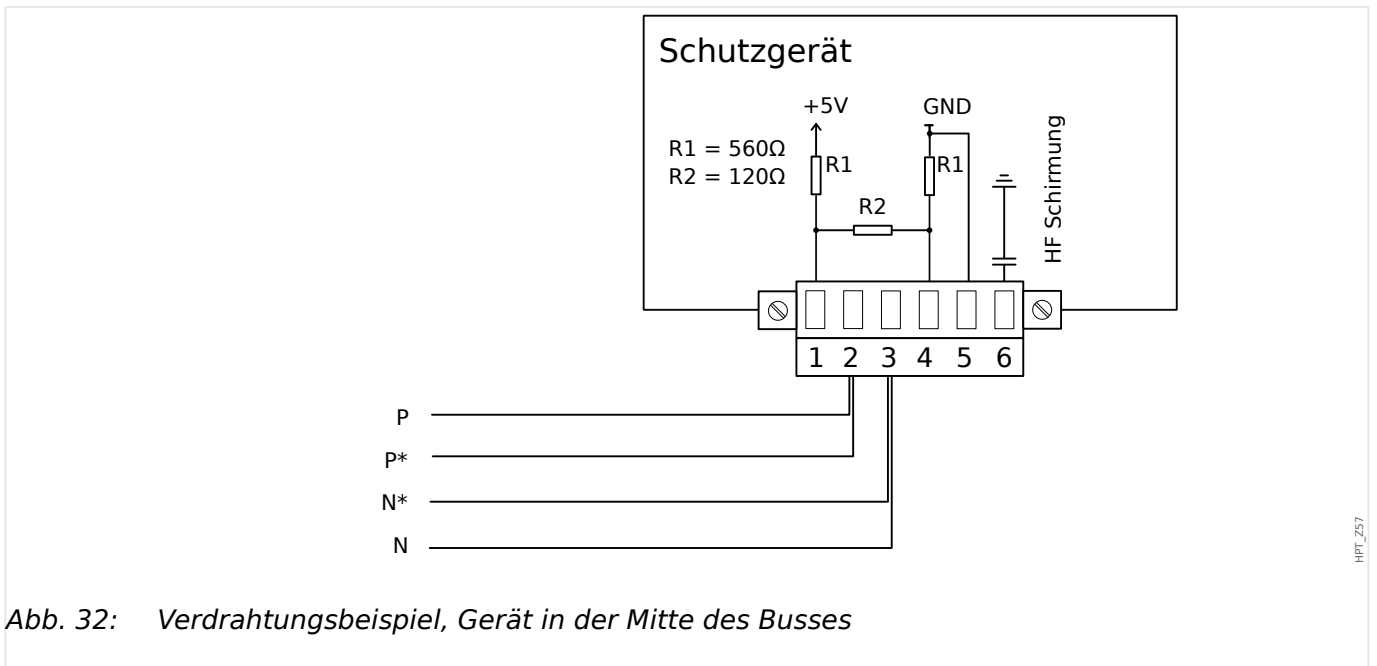 Schutzgerät
+5V
GND
R1 = 560Ω
R2 = 120Ω
R1
R1
R2
HF Schirmung
1 2 3 4 5 6
P
P*
N*
N
HPT_Z57
Abb. 32: Verdrahtungsbeispiel, Gerät in der Mitte des Busses